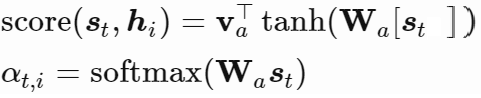 score(s_t, h_i) = v_a^⊤ tanh(W_a[s_t ])
α_{t,i} = softmax(W_a s_t)